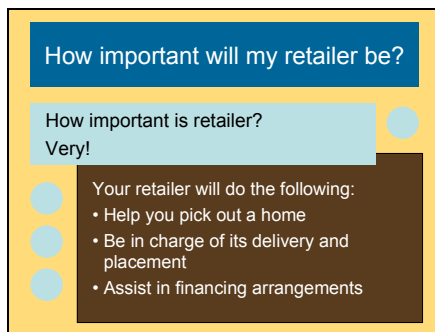 How important will my retailer be?
How important is retailer?
Very!
Your retailer will do the following:
• Help you pick out a home
• Be in charge of its delivery and
placement
• Assist in financing arrangements